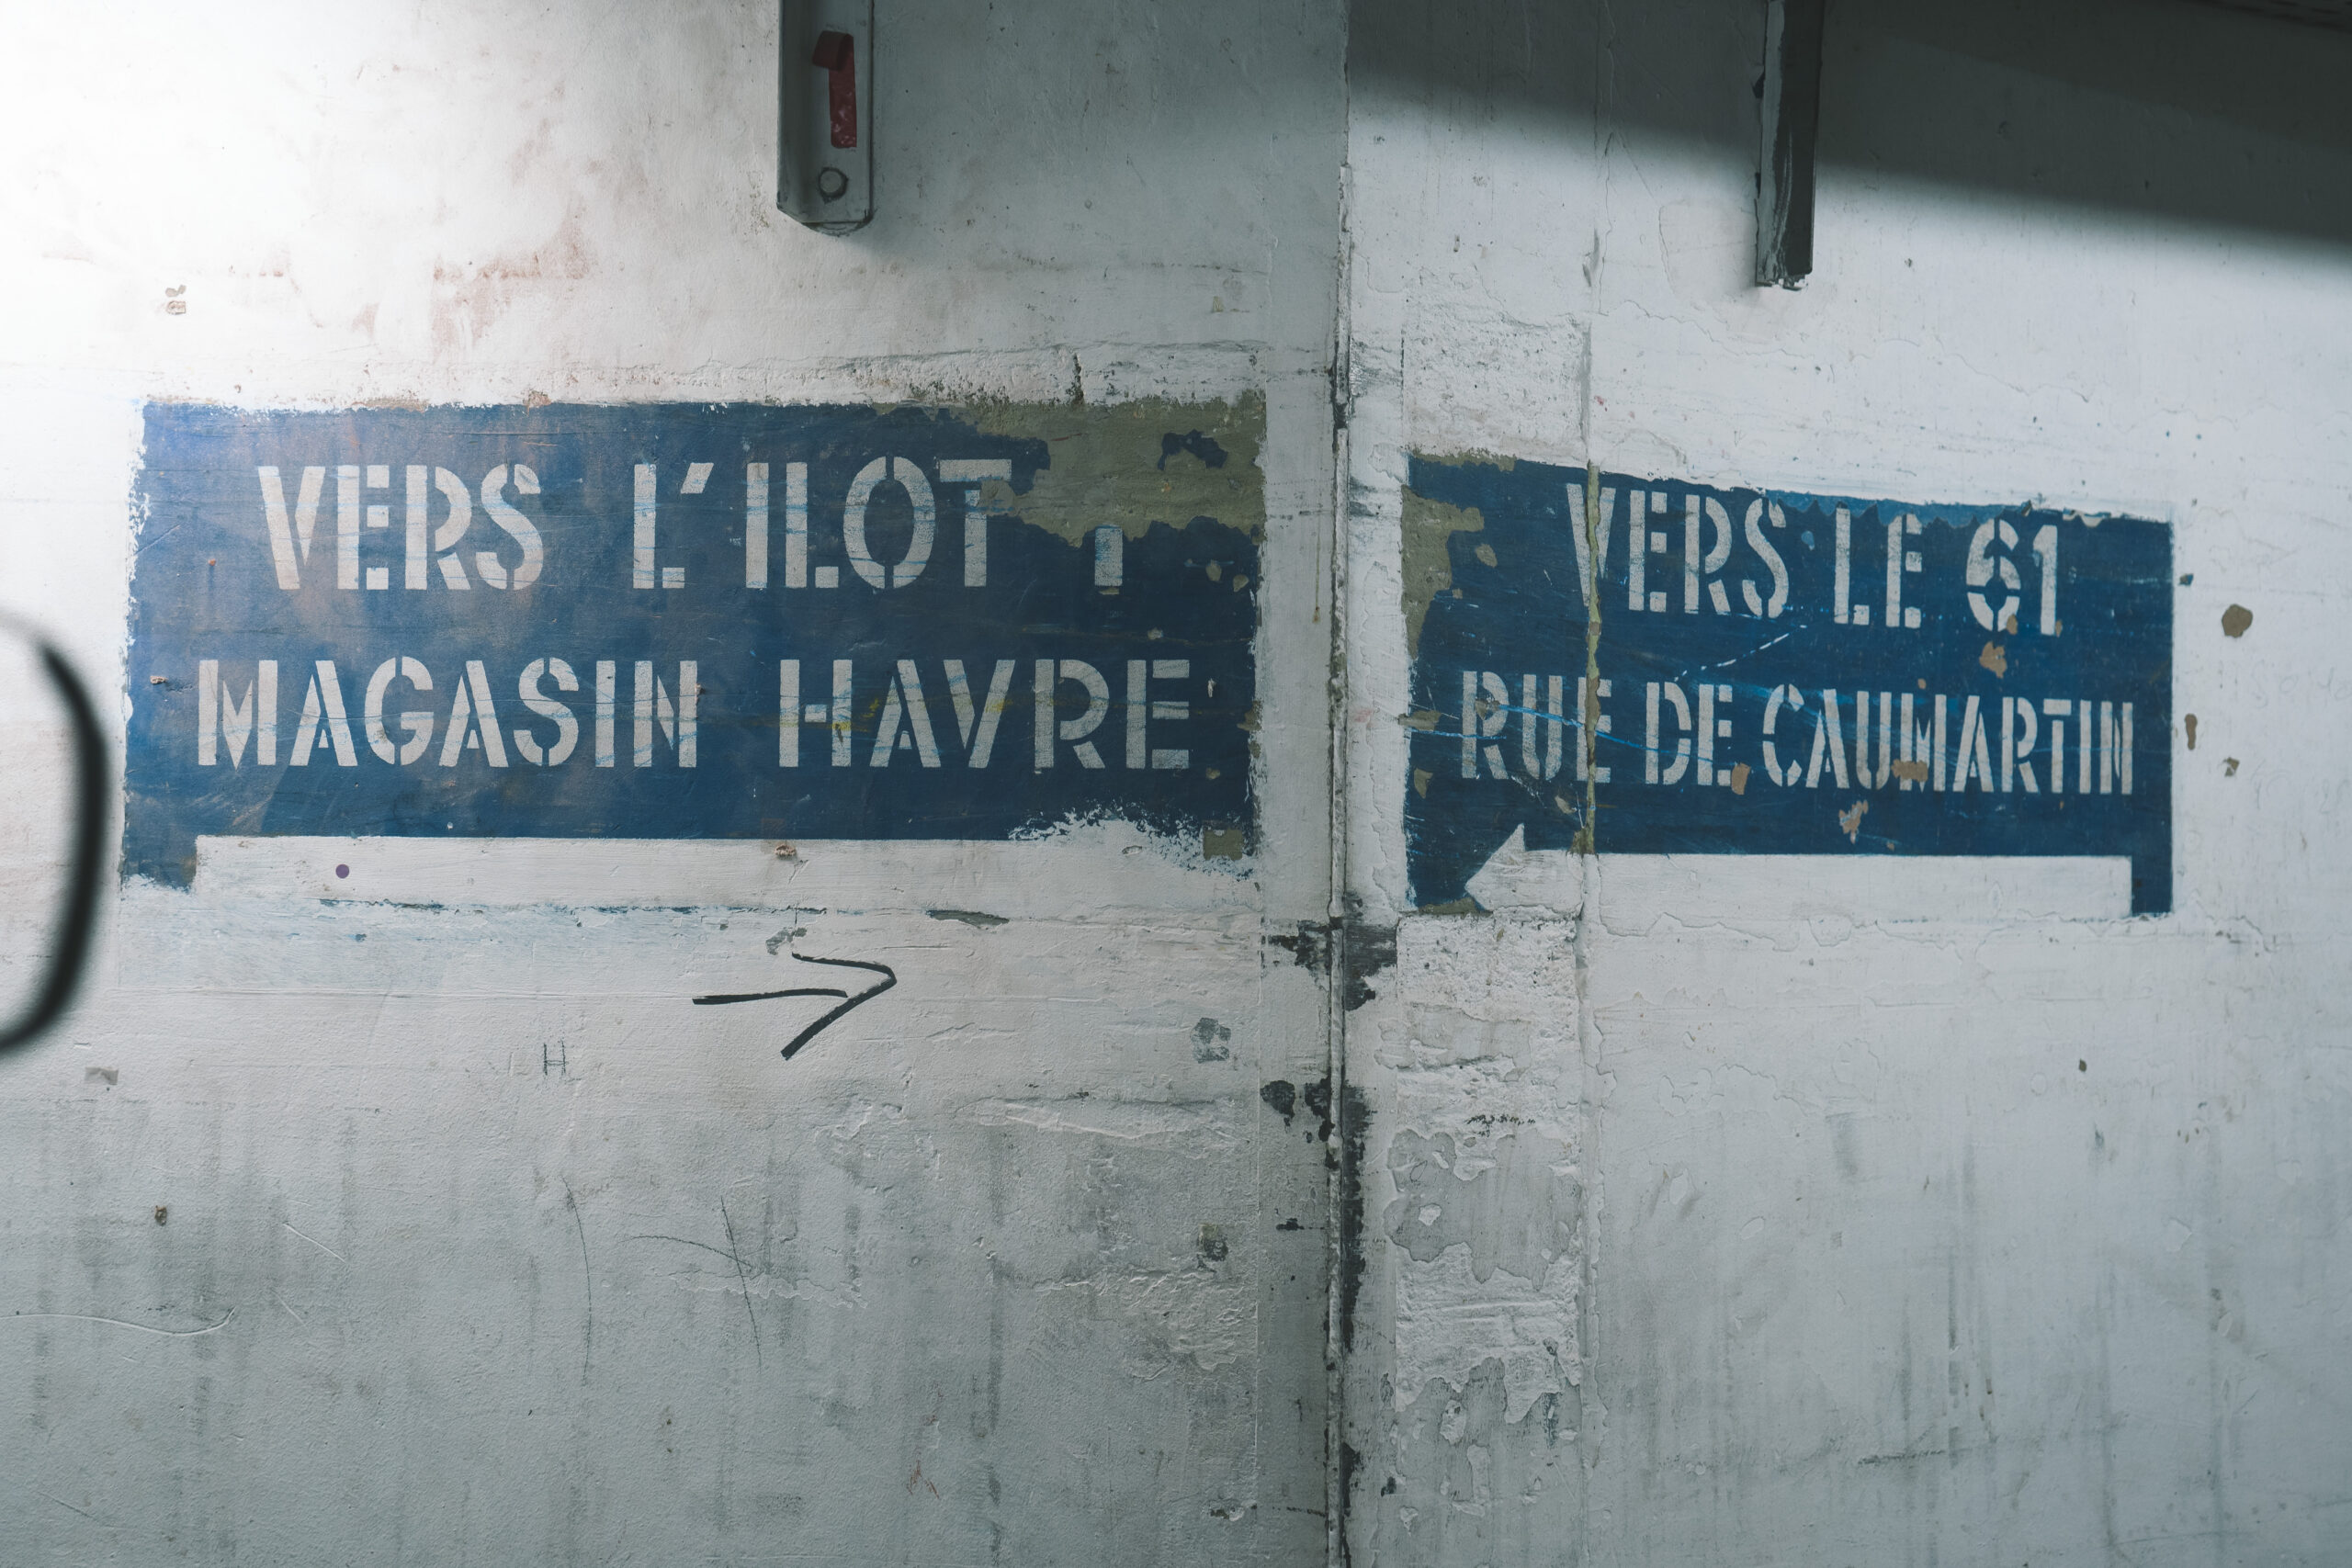 VERS L'ILOT
MAGASIN HAVRE
H
VERS LE 61
RUE DE CAUMARTIN